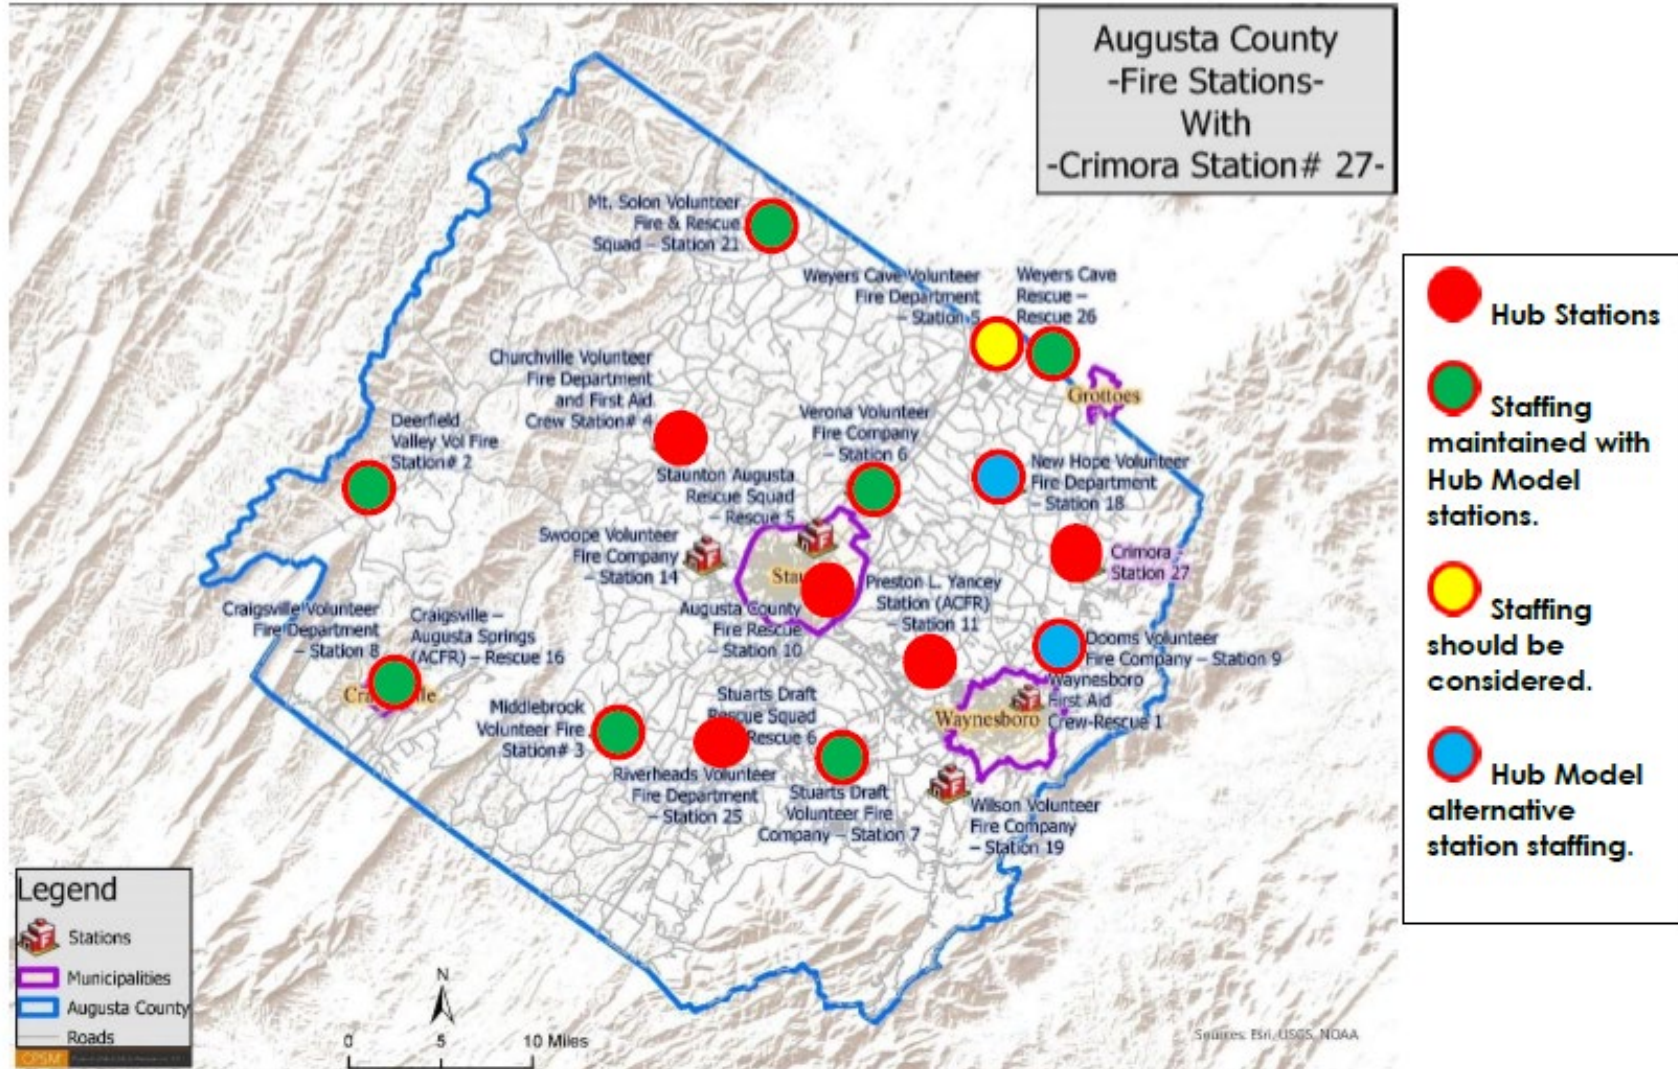 Augusta County
-Fire Stations-
With
-Crimora Station# 27-
Mt. Solon Volunteer
Fire & Rescue
Squad – Station 21
Weyers Cave Volunteer
Fire Department
– Station 5
Weyers Cave
Rescue –
Rescue 26
Grottoes
Churchville Volunteer
Fire Department
and First Aid
Crew Station# 4
Deerfield
Valley Vol Fire
Station# 2
Verona Volunteer
Fire Company
– Station 6
Staunton Augusta
Rescue Squad
– Rescue 5
New Hope Volunteer
Fire Department
– Station 18
Swoope Volunteer
Fire Company
– Station 14
Stau
Crimora -
Station 27
Preston L. Yancey
Station (ACFR)
– Station 11
Augusta County
Fire Rescue
– Station 10
Craigsville Volunteer
Fire Department
– Station 8
Craigsville –
Augusta Springs
(ACFR) – Rescue 16
Dooms Volunteer
Fire Company – Station 9
Waynesboro
First Aid
Crew-Rescue 1
Waynesboro
Middlebrook
Volunteer Fire
Station# 3
Stuarts Draft
Rescue Squad
Rescue 6
Riverheads Volunteer
Fire Department
– Station 25
Stuarts Draft
Volunteer Fire
Company – Station 7
Wilson Volunteer
Fire Company
– Station 19
Legend
Stations
Municipalities
Augusta County
Roads
CPSM
N
0 5 10 Miles
Sources: Esri, USGS, NOAA
Hub Stations
Staffing
maintained with
Hub Model
stations.
Staffing
should be
considered.
Hub Model
alternative
station staffing.